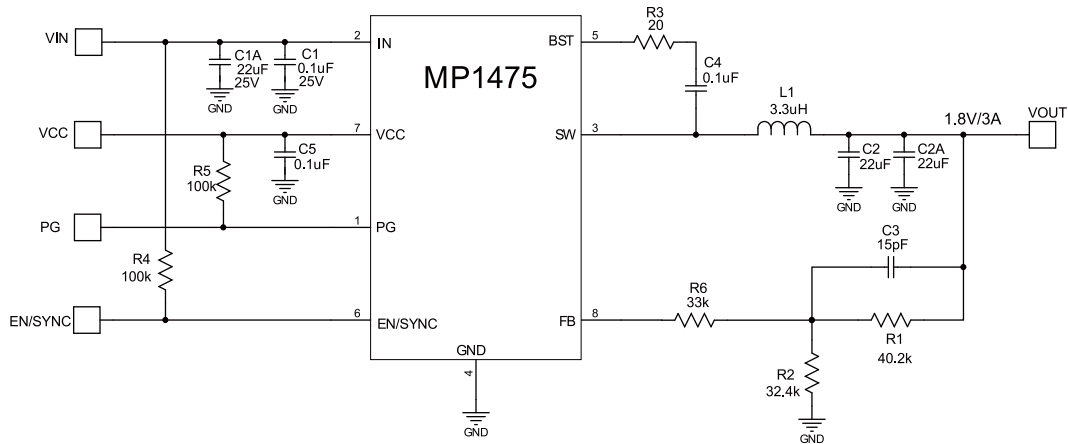 VIN
2
IN
C1A
22uF
25V
GND
C1
0.1uF
25V
GND
VCC
7
VCC
C5
0.1uF
GND
R5
100k
PG
1
PG
R4
100k
EN/SYNC
6
EN/SYNC
MP1475
GND
4
GND
BST
5
R3
20
C4
0.1uF
SW
3
L1
3.3uH
1.8V/3A
VOUT
C2
22uF
GND
C2A
22uF
GND
C3
15pF
FB
8
R6
33k
R1
40.2k
R2
32.4k
GND